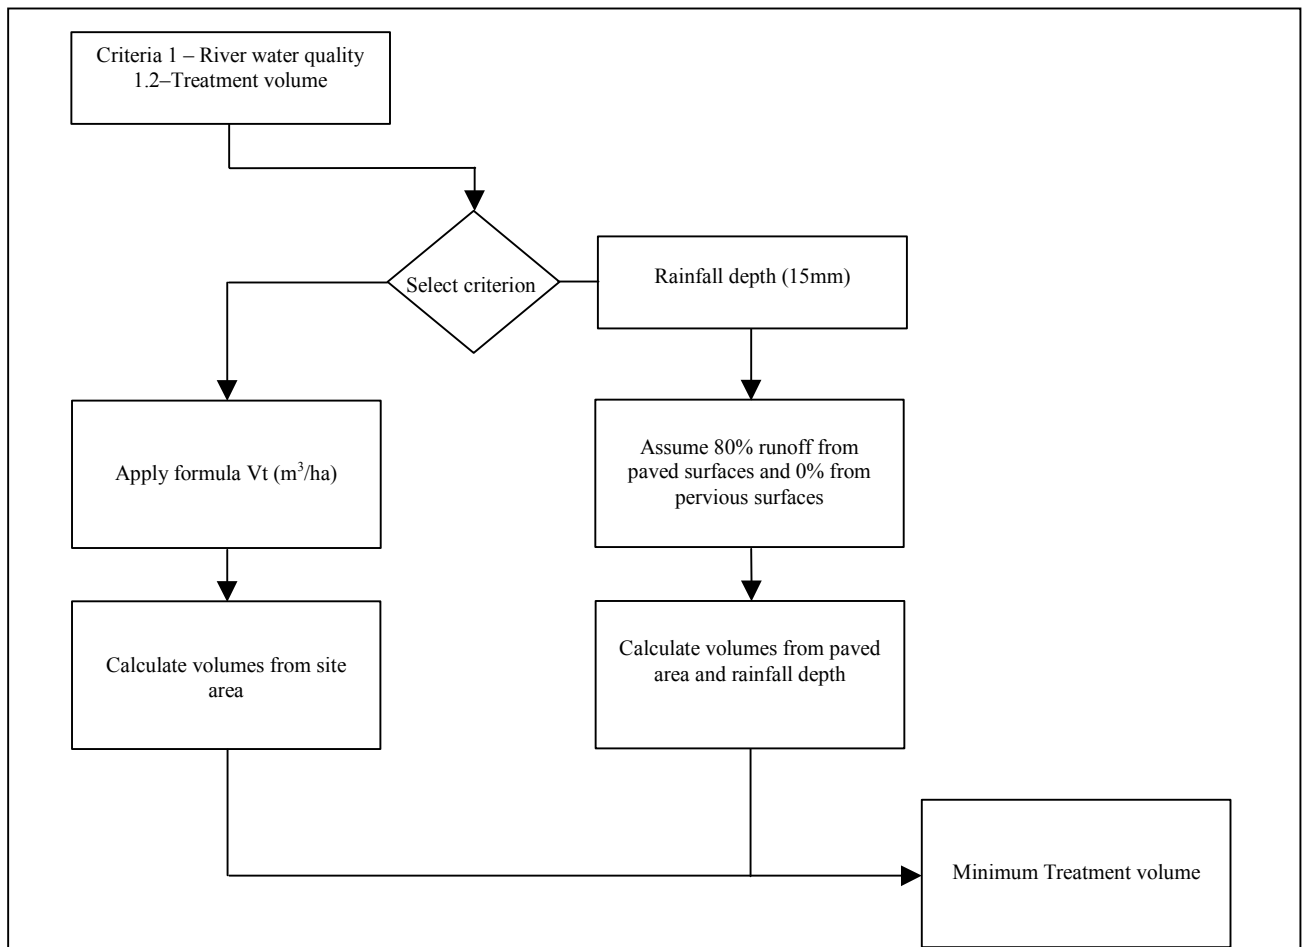 Criteria 1 – River water quality
1.2–Treatment volume
Select criterion
Rainfall depth (15mm)
Apply formula Vt (m³/ha)
Assume 80% runoff from
paved surfaces and 0% from
pervious surfaces
Calculate volumes from site
area
Calculate volumes from paved
area and rainfall depth
Minimum Treatment volume